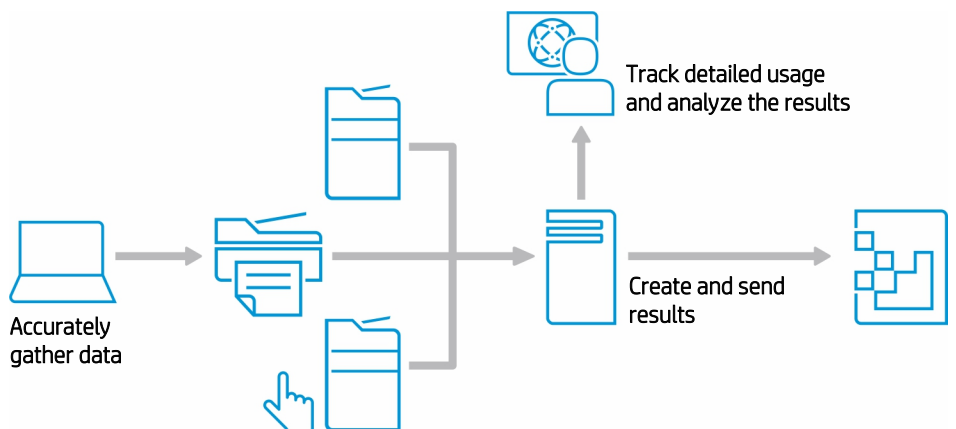 Track detailed usage
and analyze the results
Accurately
gather data
Create and send
results